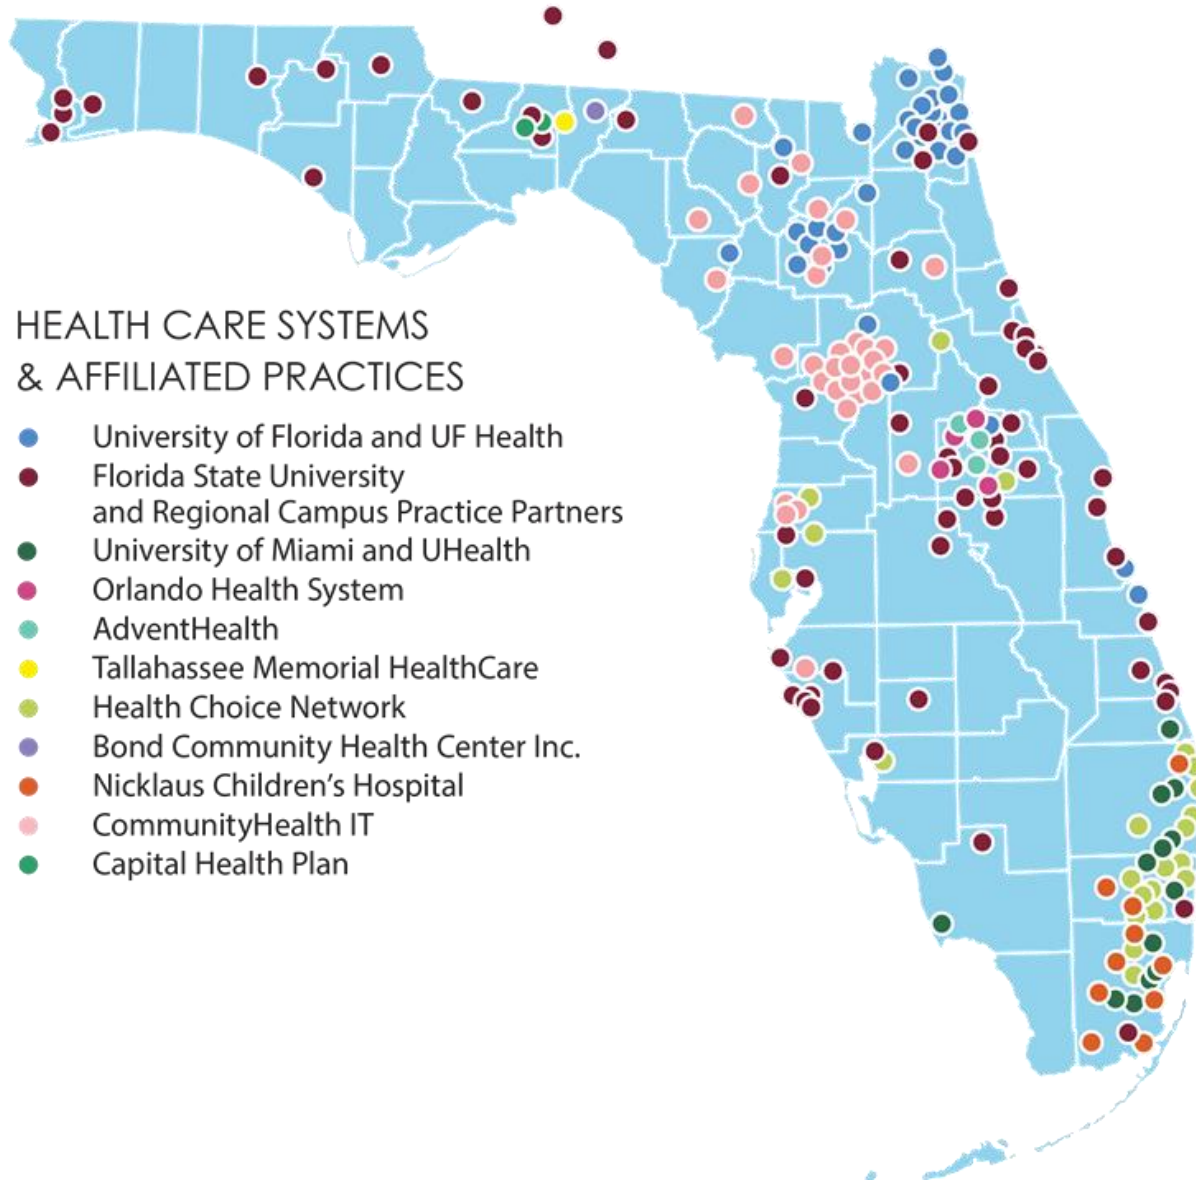 HEALTH CARE SYSTEMS
& AFFILIATED PRACTICES
University of Florida and UF Health
Florida State University
and Regional Campus Practice Partners
University of Miami and UHealth
Orlando Health System
AdventHealth
Tallahassee Memorial HealthCare
Health Choice Network
Bond Community Health Center Inc.
Nicklaus Children’s Hospital
CommunityHealth IT
Capital Health Plan